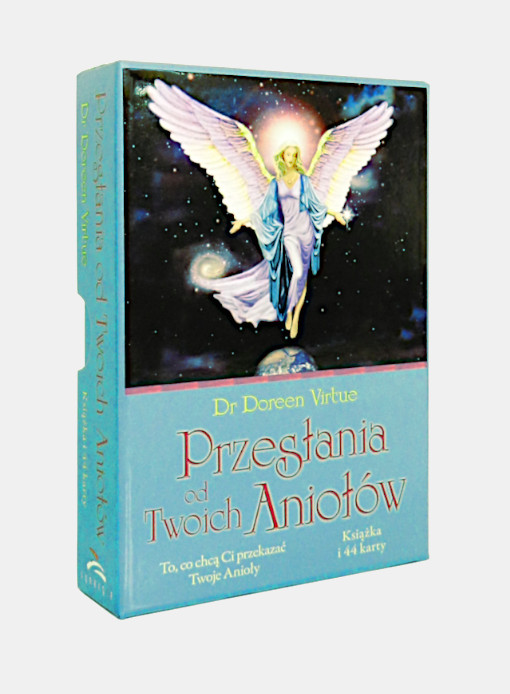 Dr Doreen Virtue
Przesłania
od
Twoich Aniołów
To, co chcą Ci przekazać
Twoje Anioły
Książka
i 44 karty
Dr Doreen Virtue
Przesłania od Twoich Aniołów
Książka i 44 karty